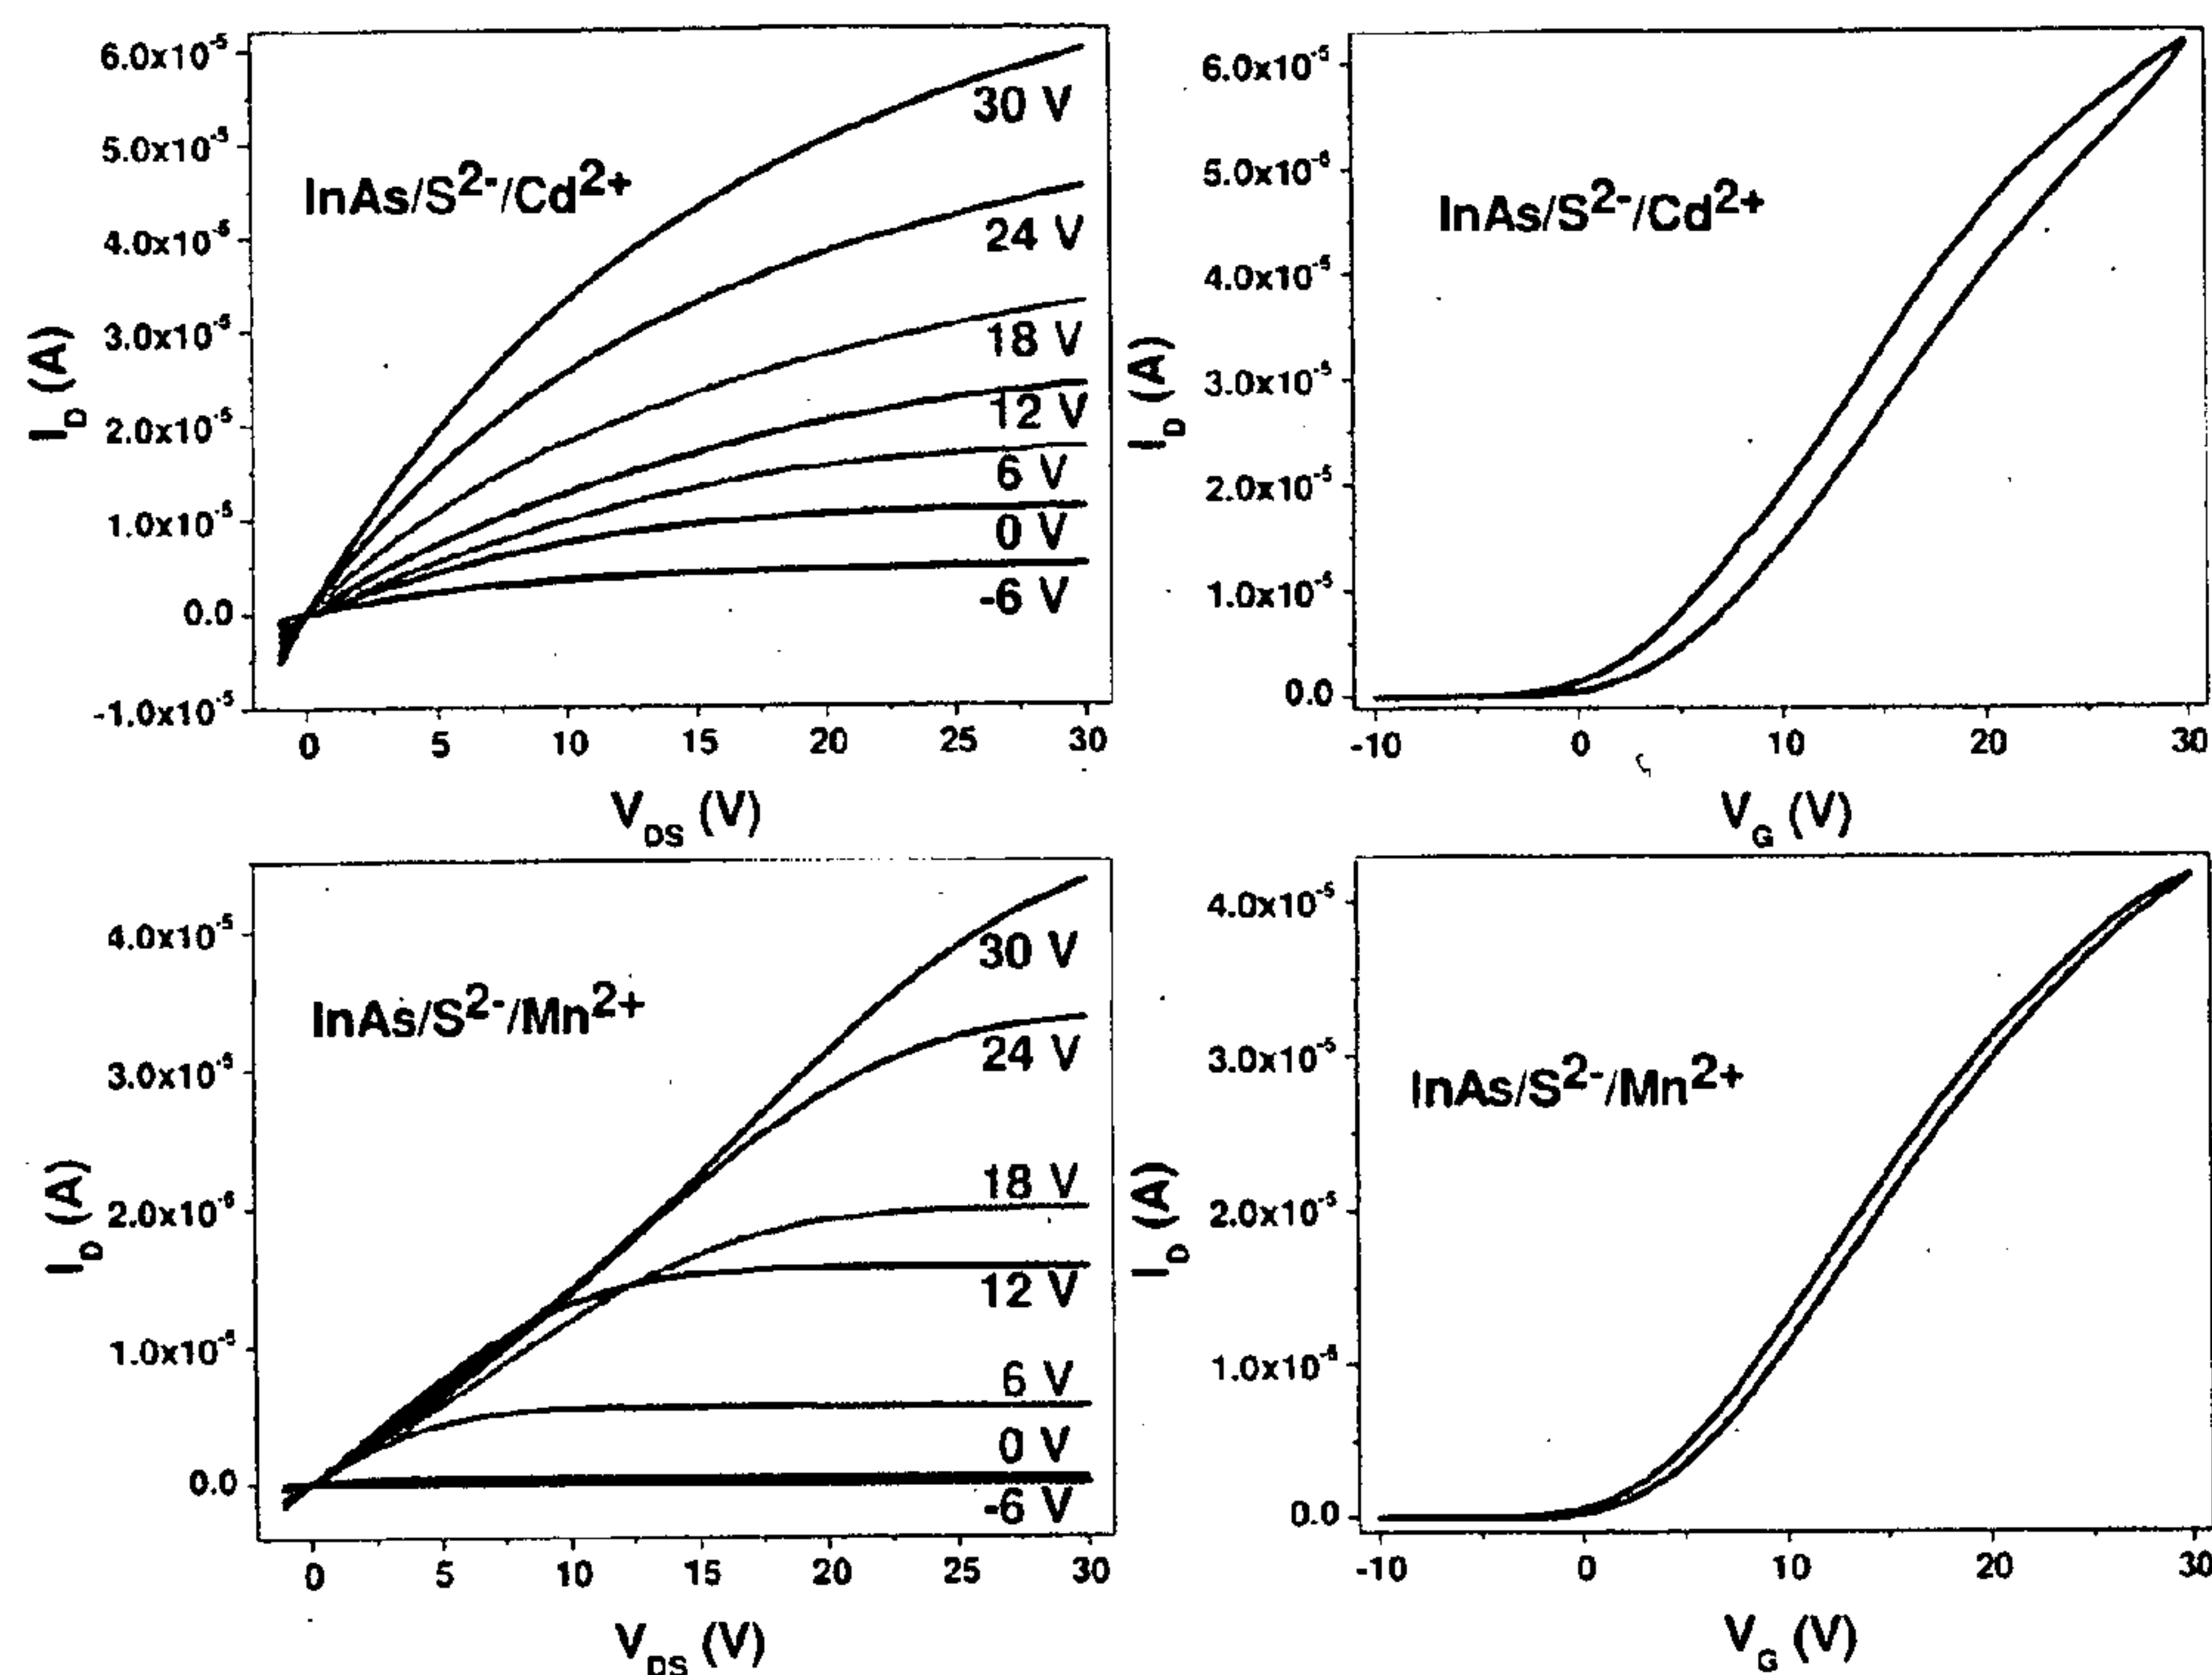 6.0x10⁻⁵
5.0x10⁻⁵
4.0x10⁻⁵
3.0x10⁻⁵
2.0x10⁻⁵
1.0x10⁻⁵
0.0
-1.0x10⁻⁵
I_D (A)
InAs/S²⁻/Cd²⁺
30 V
24 V
18 V
12 V
6 V
0 V
-6 V
0 5 10 15 20 25 30
V_DS (V)
6.0x10⁻⁵
5.0x10⁻⁵
4.0x10⁻⁵
3.0x10⁻⁵
2.0x10⁻⁵
1.0x10⁻⁵
0.0
I_D (A)
InAs/S²⁻/Cd²⁺
-10 0 10 20 30
V_G (V)
4.0x10⁻⁵
3.0x10⁻⁵
2.0x10⁻⁵
1.0x10⁻⁵
0.0
I_D (A)
InAs/S²⁻/Mn²⁺
30 V
24 V
18 V
12 V
6 V
0 V
-6 V
0 5 10 15 20 25 30
V_DS (V)
4.0x10⁻⁵
3.0x10⁻⁵
2.0x10⁻⁵
1.0x10⁻⁵
0.0
I_D (A)
InAs/S²⁻/Mn²⁺
-10 0 10 20 30
V_G (V)